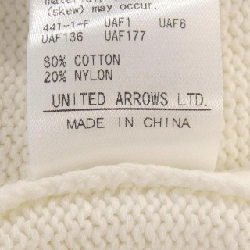 (skew) may occur.
441-1-F UAF1 UAF6
UAF136 UAF177
80% COTTON
20% NYLON
UNITED ARROWS LTD.
MADE IN CHINA